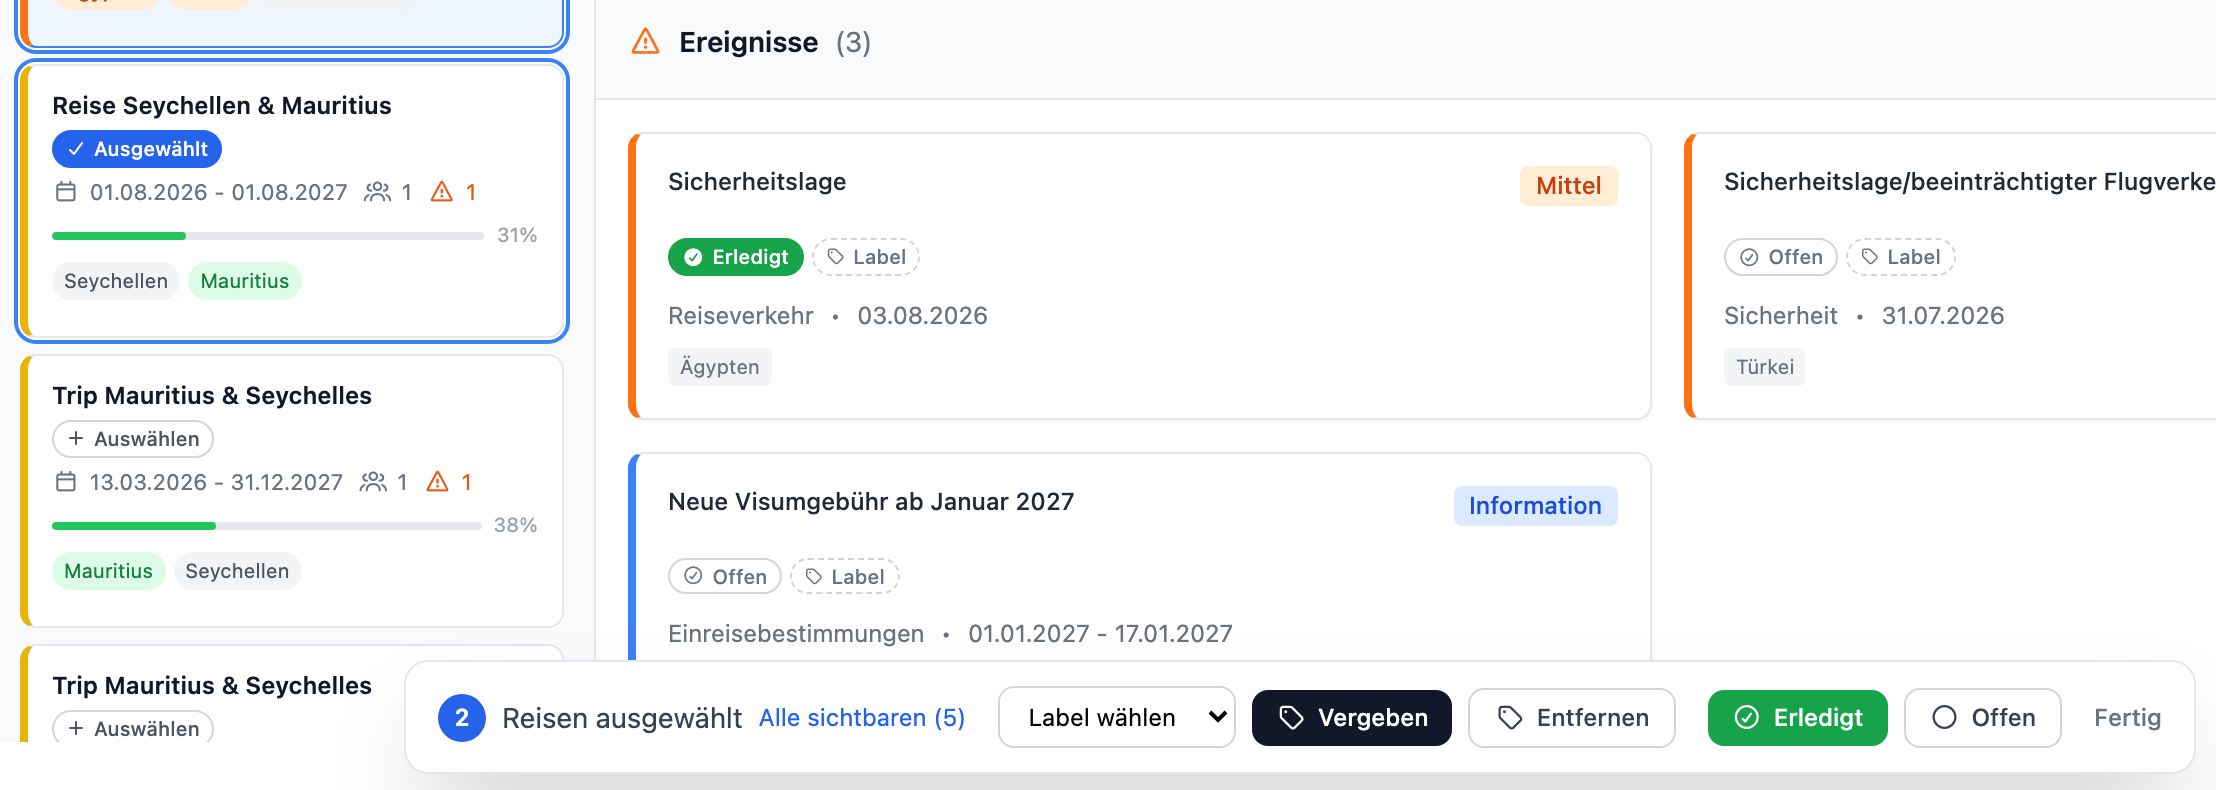 Ereignisse (3)
Reise Seychellen & Mauritius
Ausgewählt
01.08.2026 - 01.08.2027 1 1
31%
Seychellen Mauritius
Trip Mauritius & Seychelles
Auswählen
13.03.2026 - 31.12.2027 1 1
38%
Mauritius Seychellen
Trip Mauritius & Seychelles
Auswählen
Sicherheitslage Mittel
Erledigt Label
Reiseverkehr • 03.08.2026
Ägypten
Sicherheitslage/beeinträchtigter Flugverke
Offen Label
Sicherheit • 31.07.2026
Türkei
Neue Visumgebühr ab Januar 2027 Information
Offen Label
Einreisebestimmungen • 01.01.2027 - 17.01.2027
2 Reisen ausgewählt Alle sichtbaren (5) Label wählen Vergeben Entfernen Erledigt Offen Fertig